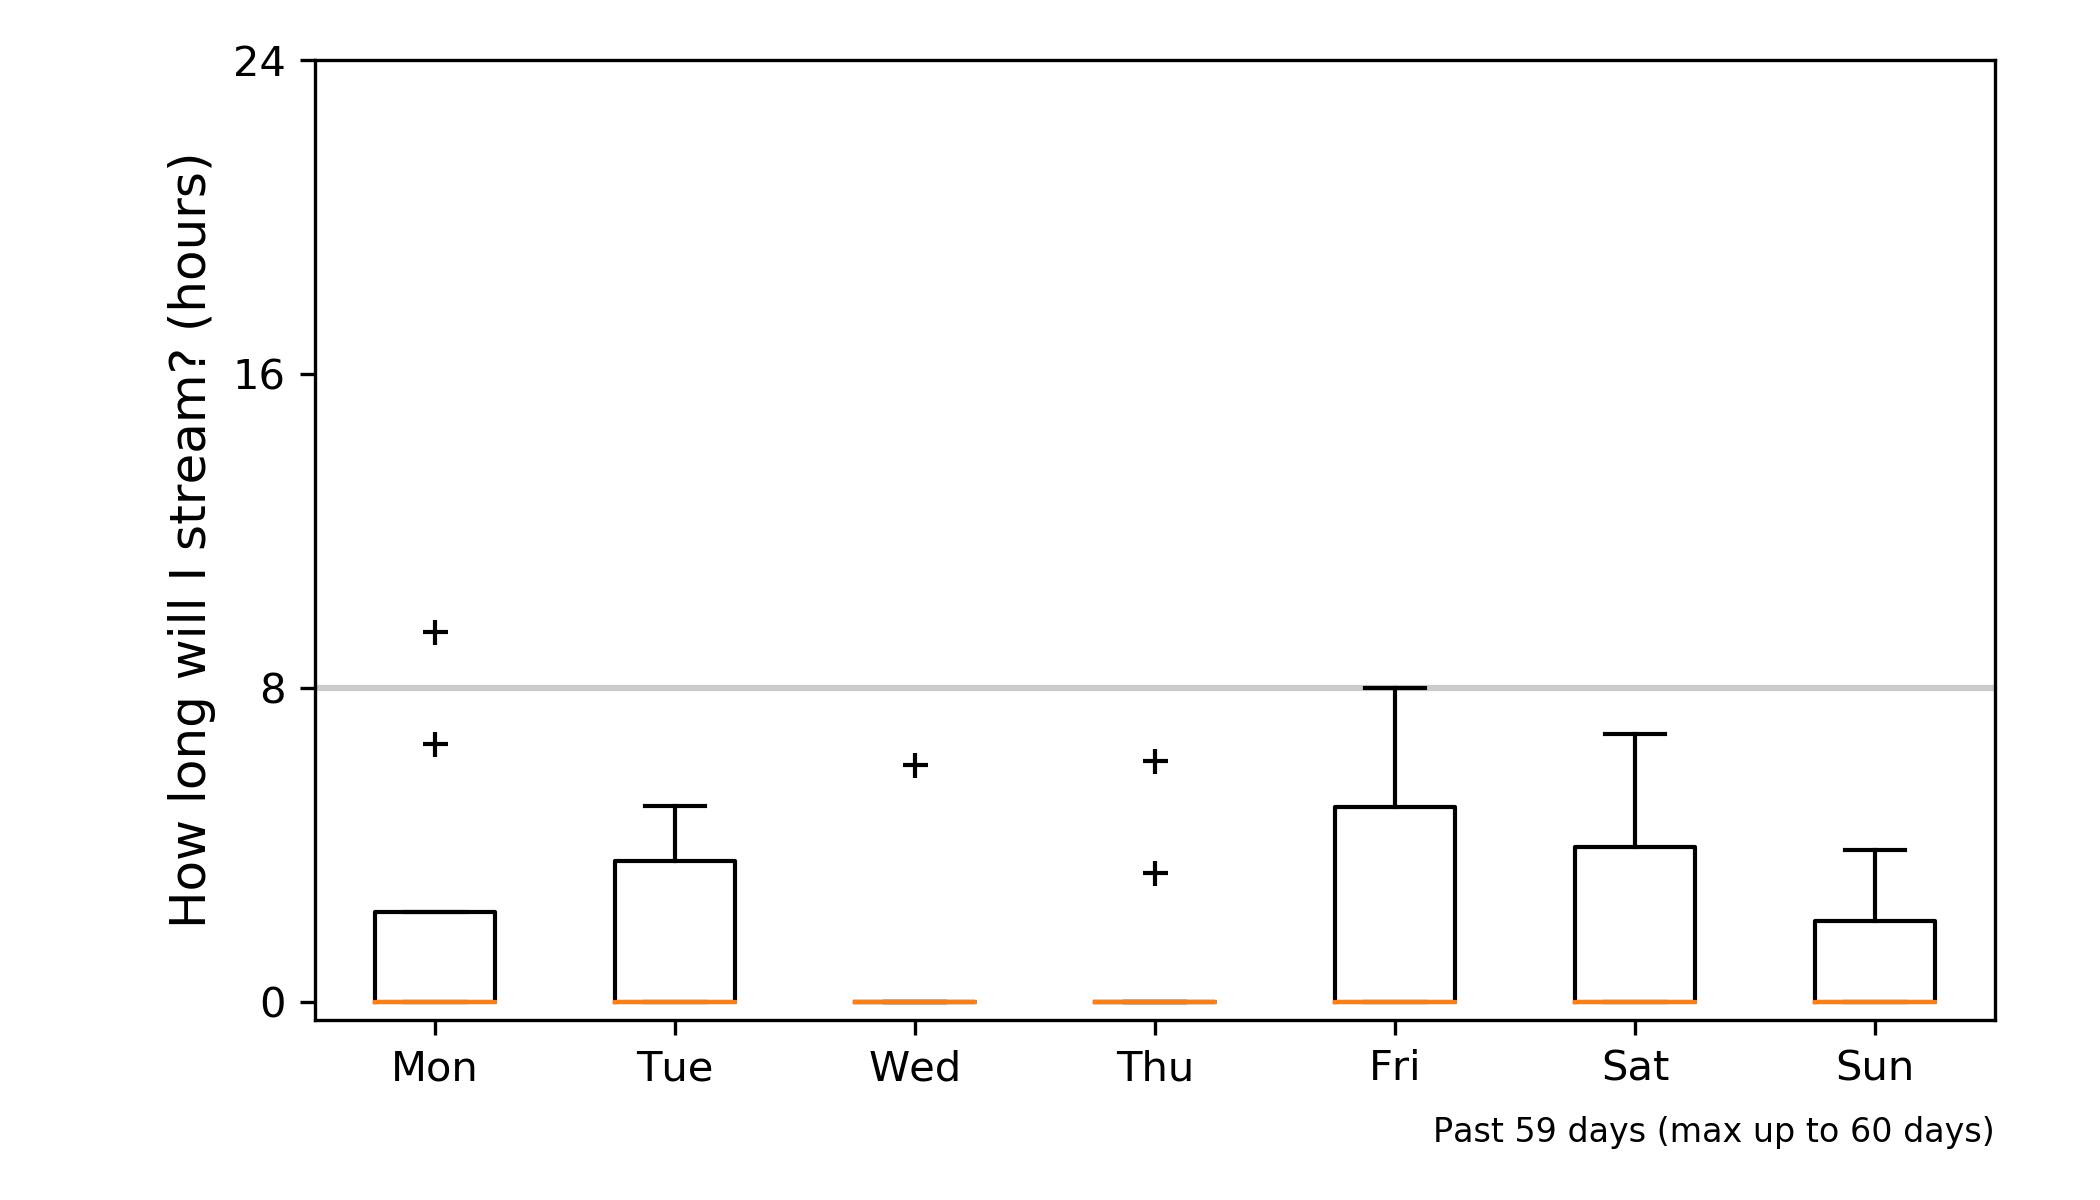 How long will I stream? (hours)
24
16
8
0
Mon Tue Wed Thu Fri Sat Sun
Past 59 days (max up to 60 days)